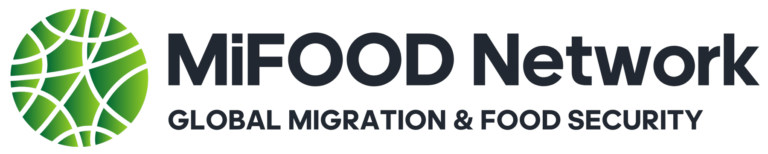 MiFOOD Network
GLOBAL MIGRATION & FOOD SECURITY